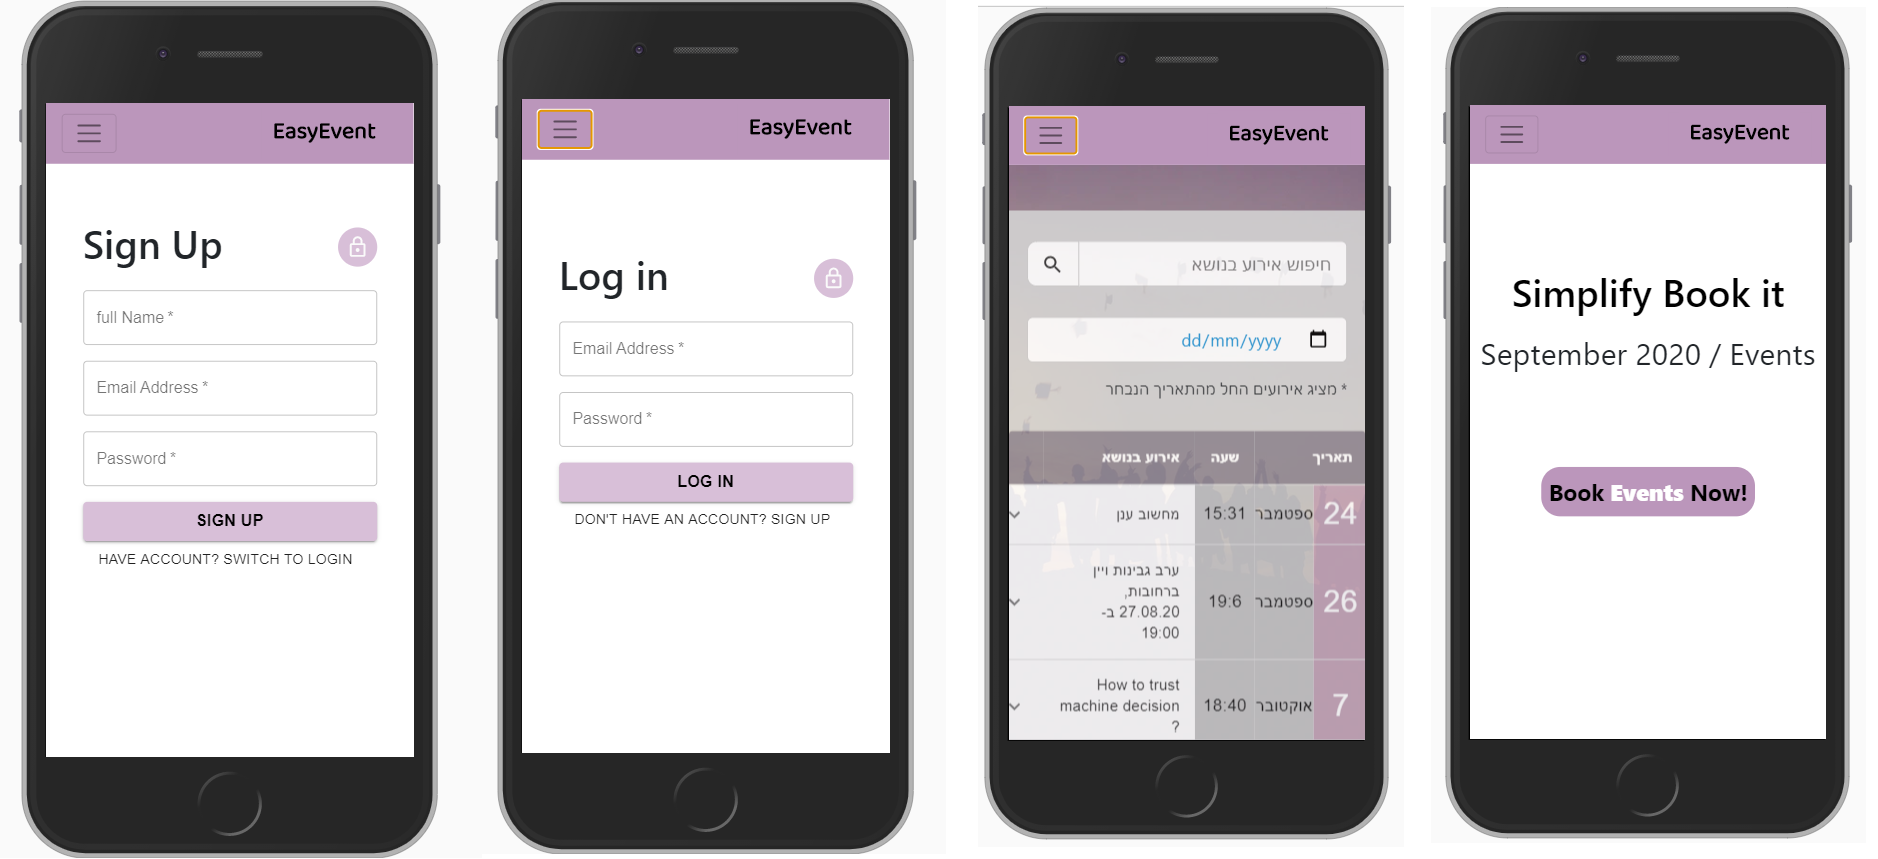 EasyEvent
Sign Up
full Name *
Email Address *
Password *
SIGN UP
HAVE ACCOUNT? SWITCH TO LOGIN
EasyEvent
Log in
Email Address *
Password *
LOG IN
DON'T HAVE AN ACCOUNT? SIGN UP
EasyEvent
חיפוש אירוע בנושא
dd/mm/yyyy
* מציג אירועים החל מהתאריך הנבחר
תאריך שעה אירוע בנושא
24 ספטמבר 15:31 מחשוב ענן
26 ספטמבר 19:6 ערב גבינות ויין
ברחובות,
27.08.20 ב-
19:00
7 אוקטובר 18:40 How to trust
machine decision
?
EasyEvent
Simplify Book it
September 2020 / Events
Book Events Now!